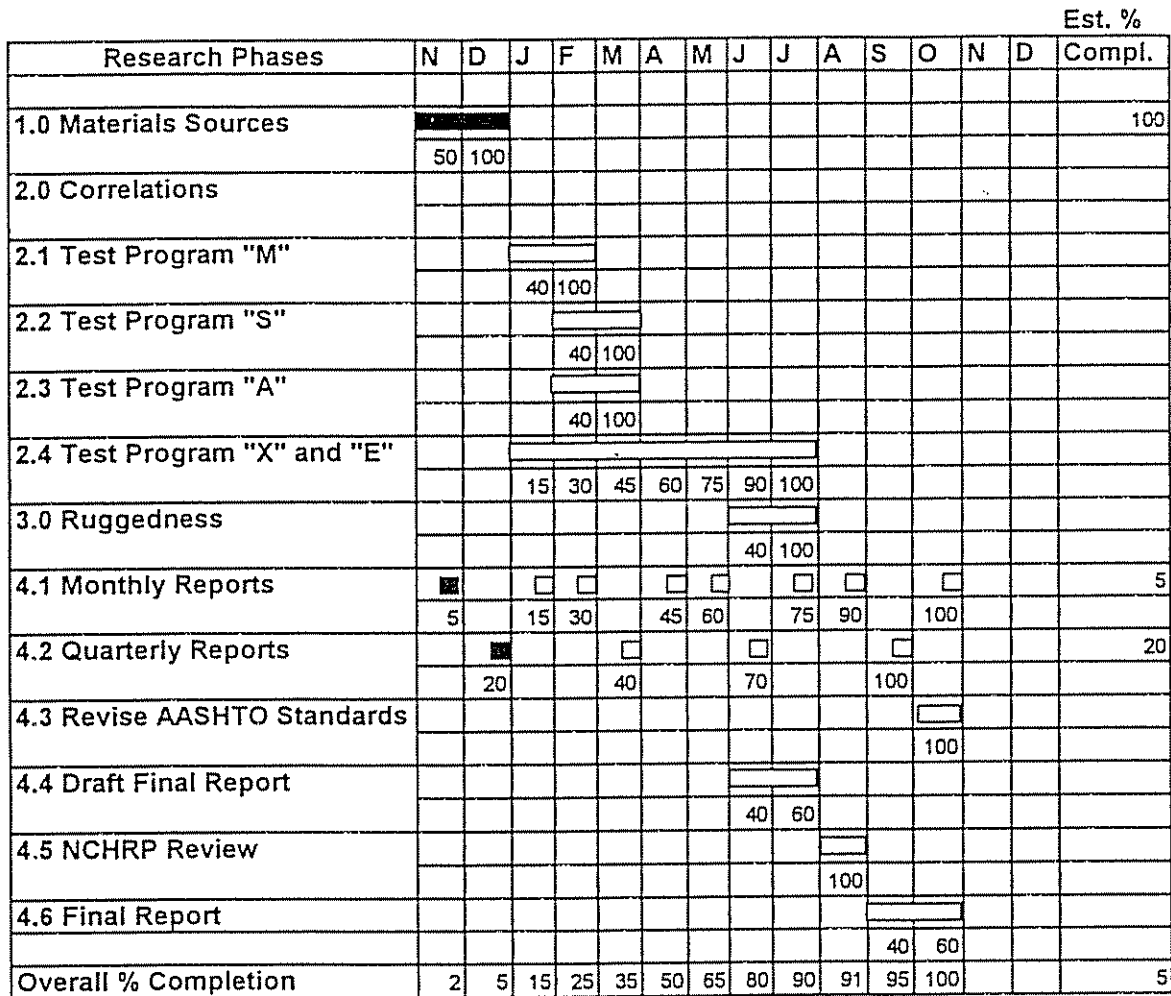 Est. %
Research Phases N D J F M A M J J A S O N D Compl.
1.0 Materials Sources 100
50 100
2.0 Correlations
2.1 Test Program "M"
40 100
2.2 Test Program "S"
40 100
2.3 Test Program "A"
40 100
2.4 Test Program "X" and "E"
15 30 45 60 75 90 100
3.0 Ruggedness
40 100
4.1 Monthly Reports 5
5 15 30 45 60 75 90 100
4.2 Quarterly Reports 20
20 40 70 100
4.3 Revise AASHTO Standards
100
4.4 Draft Final Report
40 60
4.5 NCHRP Review
100
4.6 Final Report
40 60
Overall % Completion 2 5 15 25 35 50 65 80 90 91 95 100 5